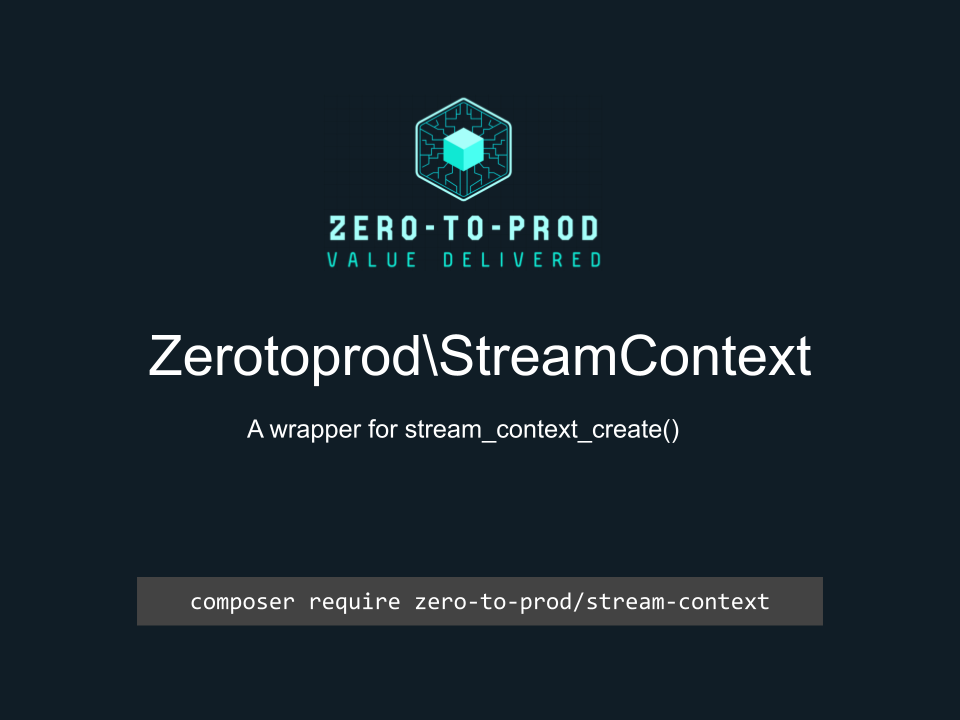 ZERO-TO-PROD
VALUE DELIVERED
Zerotoprod\StreamContext
A wrapper for stream_context_create()
composer require zero-to-prod/stream-context